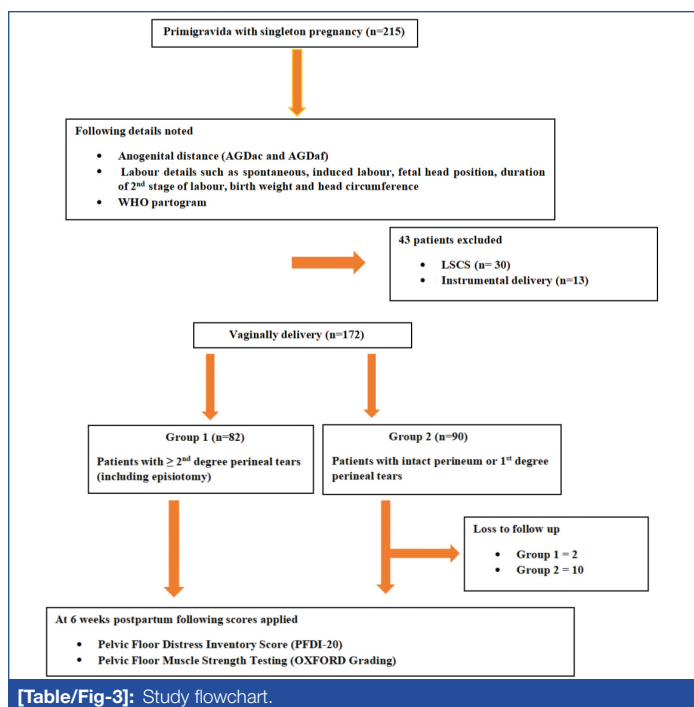 Primigravida with singleton pregnancy (n=215)
Following details noted
• Anogenital distance (AGDac and AGDaf)
• Labour details such as spontaneous, induced labour, fetal head position, duration
of 2nd stage of labour, birth weight and head circumference
• WHO partogram
43 patients excluded
• LSCS (n= 30)
• Instrumental delivery (n=13)
Vaginally delivery (n=172)
Group 1 (n=82)
Patients with ≥ 2nd degree perineal tears
(including episiotomy)
Group 2 (n=90)
Patients with intact perineum or 1st degree
perineal tears
Loss to follow up
• Group 1 = 2
• Group 2 = 10
At 6 weeks postpartum following scores applied
• Pelvic Floor Distress Inventory Score (PFDI-20)
• Pelvic Floor Muscle Strength Testing (OXFORD Grading)
[Table/Fig-3]: Study flowchart.